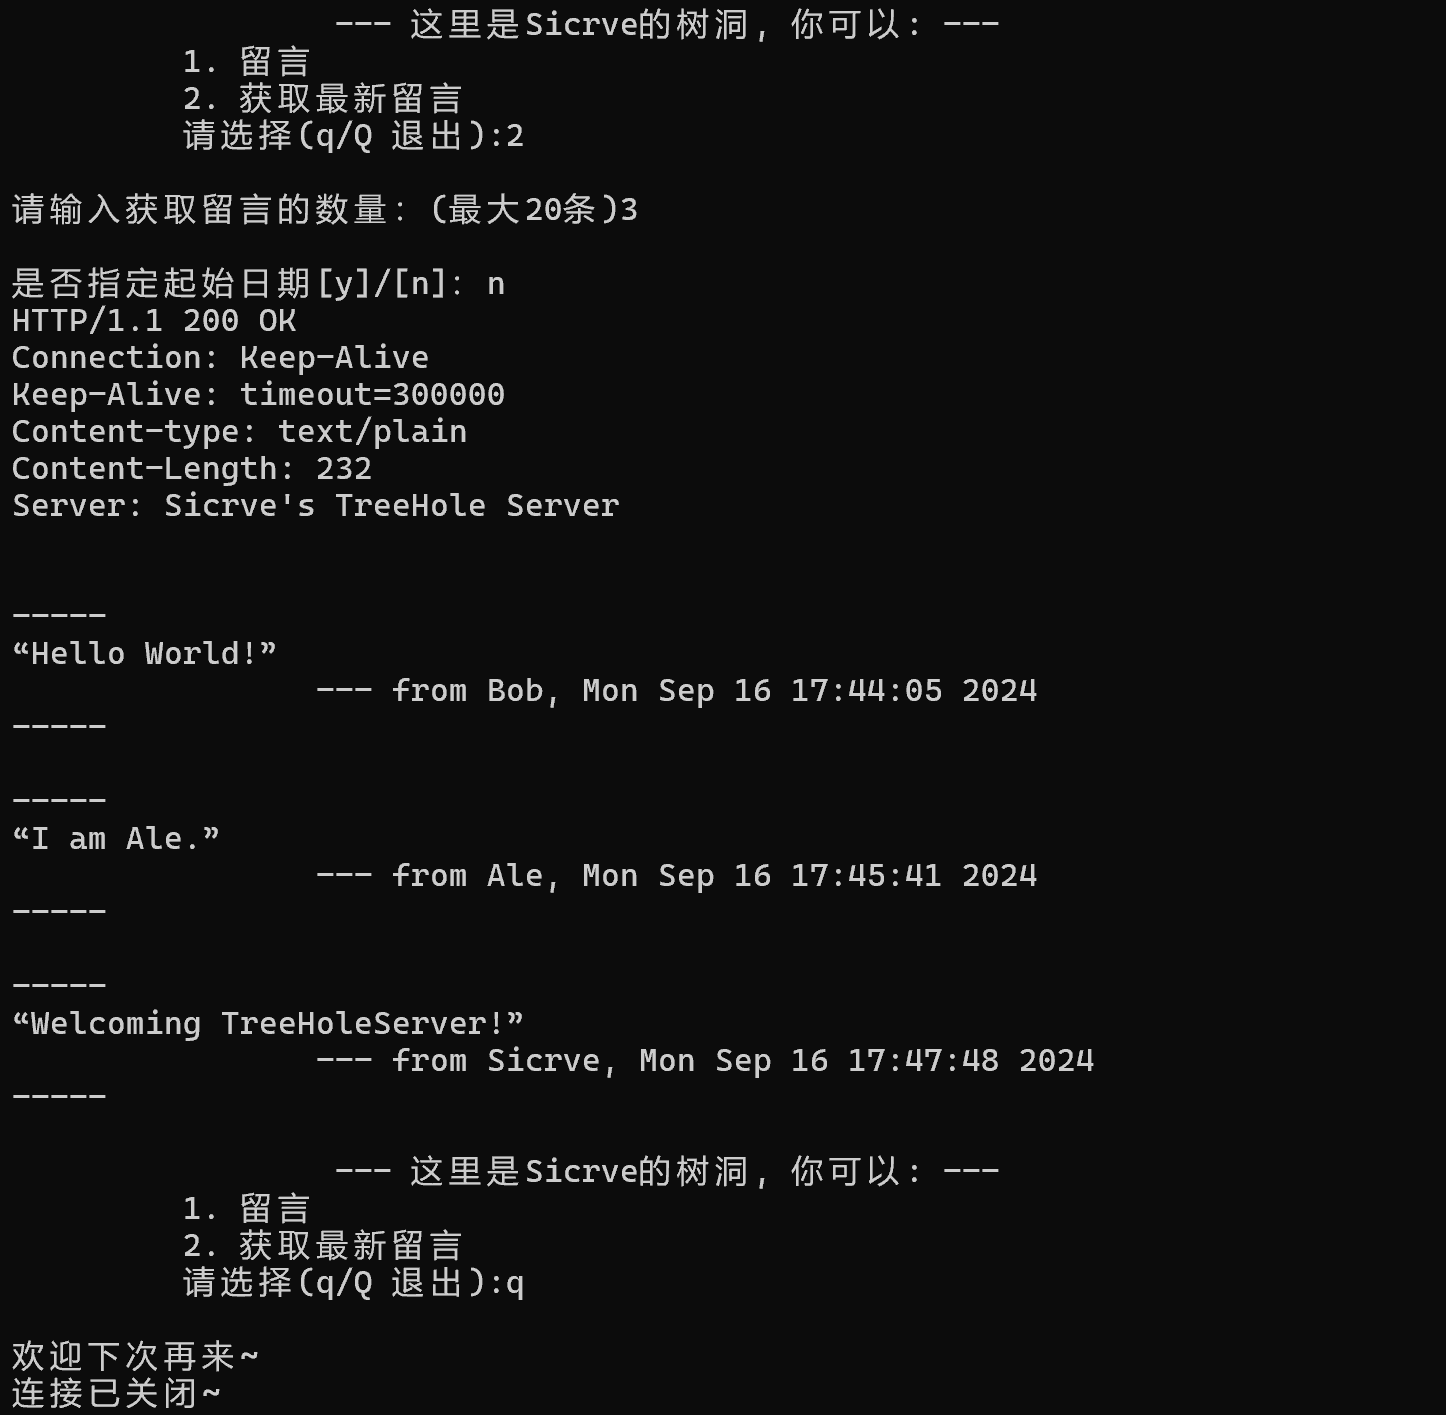 --- 这里是Sicrve的树洞, 你可以: ---
1. 留言
2. 获取最新留言
请选择(q/Q 退出):2
请输入获取留言的数量: (最大20条)3
是否指定起始日期[y]/[n]: n
HTTP/1.1 200 OK
Connection: Keep-Alive
Keep-Alive: timeout=300000
Content-type: text/plain
Content-Length: 232
Server: Sicrve's TreeHole Server
-----
“Hello World!”
--- from Bob, Mon Sep 16 17:44:05 2024
-----
-----
“I am Ale.”
--- from Ale, Mon Sep 16 17:45:41 2024
-----
-----
“Welcoming TreeHoleServer!”
--- from Sicrve, Mon Sep 16 17:47:48 2024
-----
--- 这里是Sicrve的树洞, 你可以: ---
1. 留言
2. 获取最新留言
请选择(q/Q 退出):q
欢迎下次再来~
连接已关闭~